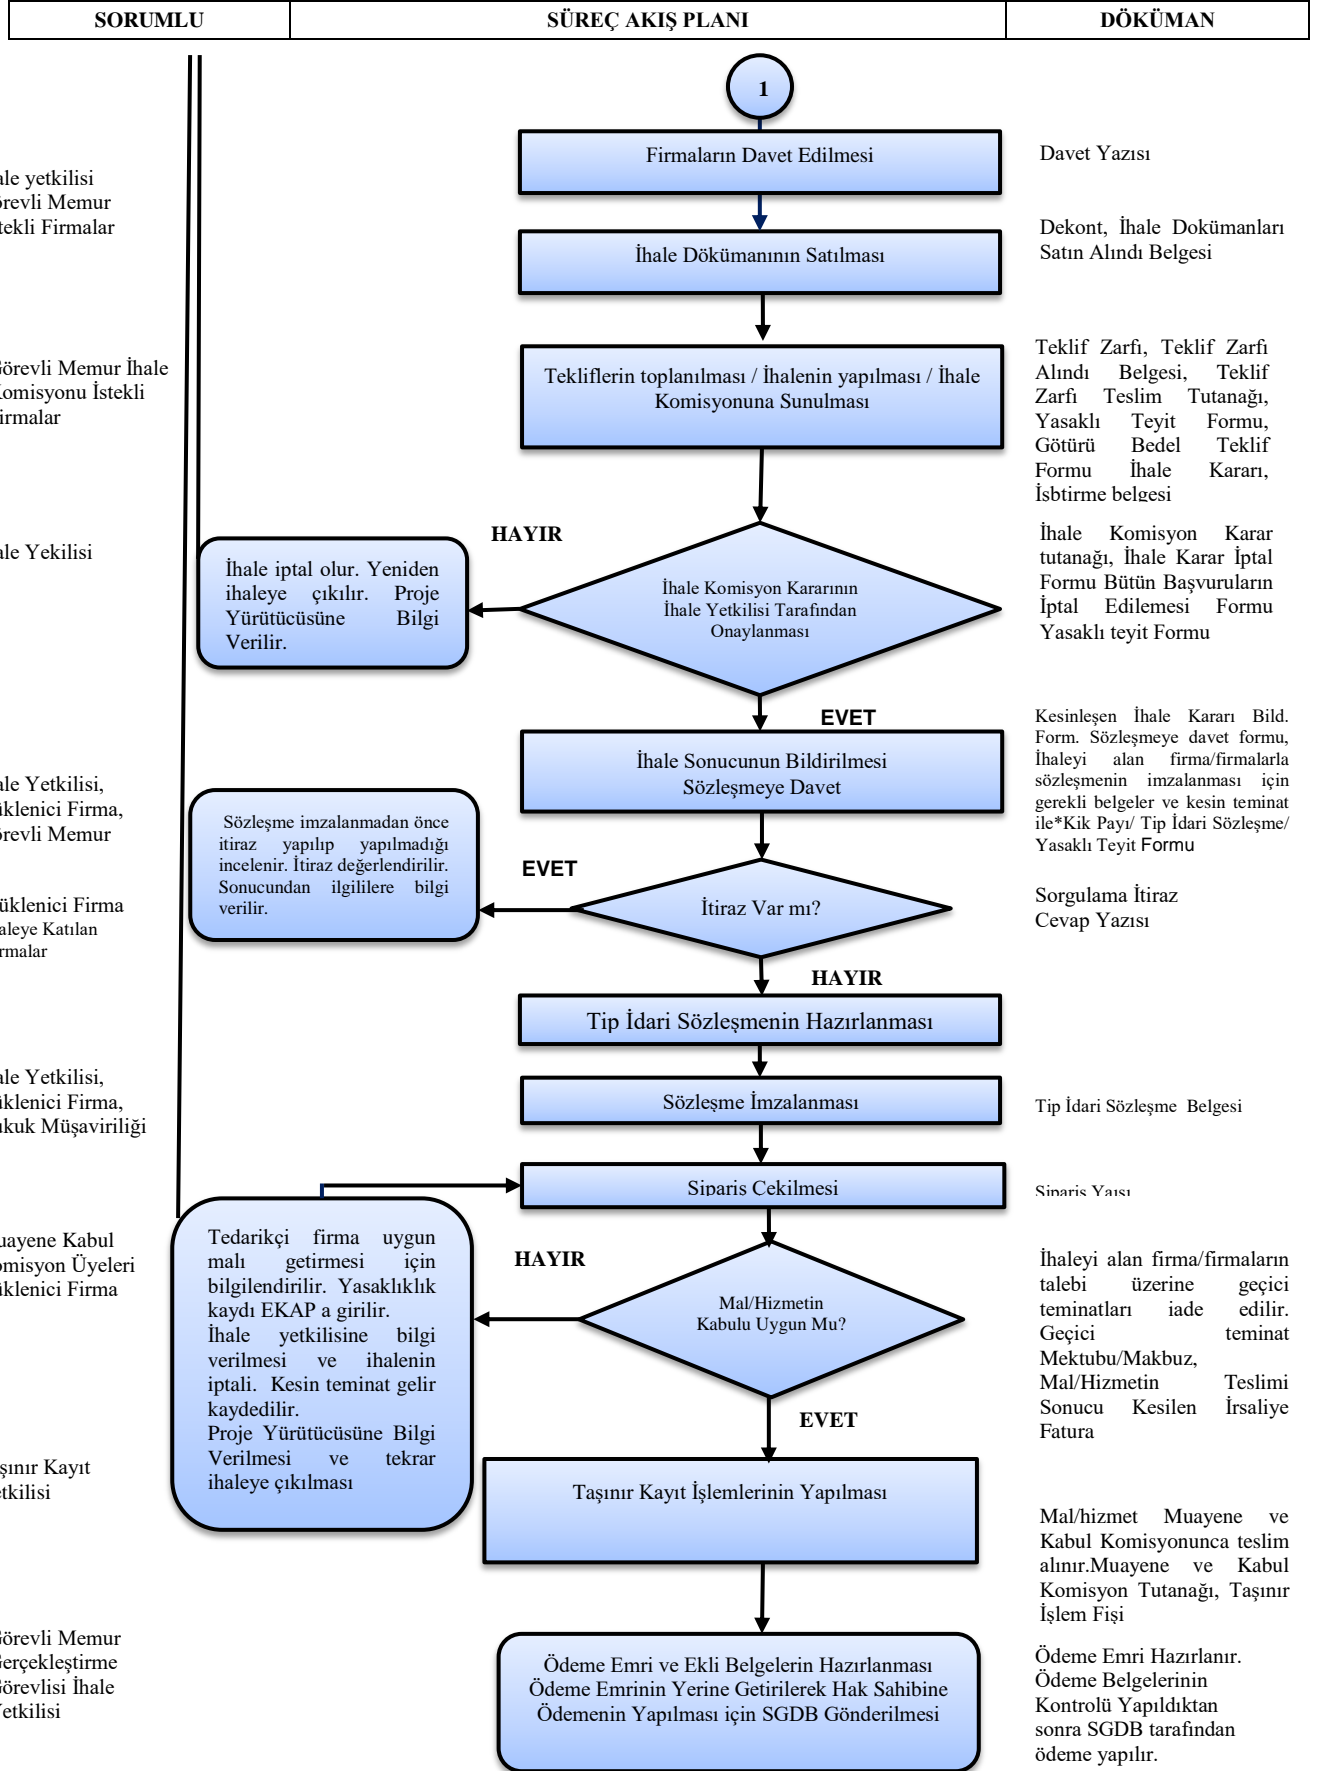 SORUMLU
SÜREÇ AKIŞ PLANI
DÖKÜMAN
1
Firmaların Davet Edilmesi
Davet Yazısı
ale yetkilisi
örevli Memur
tekli Firmalar
İhale Dökümanının Satılması
Dekont, İhale Dokümanları
Satın Alındı Belgesi
örevli Memur İhale
omisyonu İstekli
irmalar
Tekliflerin toplanılması / İhalenin yapılması / İhale
Komisyonuna Sunulması
Teklif Zarfı, Teklif Zarfı
Alındı Belgesi, Teklif
Zarfı Teslim Tutanağı,
Yasaklı Teyit Formu,
Götürü Bedel Teklif
Formu İhale Kararı,
İsbtirme belgesi
ale Yekilisi
HAYIR
İhale iptal olur. Yeniden
ihaleye çıkılır. Proje
Yürütücüsüne Bilgi
Verilir.
İhale Komisyon Kararının
İhale Yetkilisi Tarafından
Onaylanması
İhale Komisyon Karar
tutanağı, İhale Karar İptal
Formu Bütün Başvuruların
İptal Edilemesi Formu
Yasaklı teyit Formu
EVET
ale Yetkilisi,
üklenici Firma,
örevli Memur
İhale Sonucunun Bildirilmesi
Sözleşmeye Davet
Kesinleşen İhale Kararı Bild.
Form. Sözleşmeye davet formu,
İhaleyi alan firma/firmalarla
sözleşmenin imzalanması için
gerekli belgeler ve kesin teminat
ile*Kik Payı/ Tip İdari Sözleşme/
Yasaklı Teyit Formu
Sözleşme imzalanmadan önce
itiraz yapılıp yapılmadığı
incelenir. İtiraz değerlendirilir.
Sonucundan ilgililere bilgi
verilir.
EVET
üklenici Firma
aleye Katılan
rmalar
İtiraz Var mı?
Sorgulama İtiraz
Cevap Yazısı
HAYIR
Tip İdari Sözleşmenin Hazırlanması
ale Yetkilisi,
üklenici Firma,
ukuk Müşaviriliği
Sözleşme İmzalanması
Tip İdari Sözleşme Belgesi
Sipariş Çekilmesi
Sipariş Yaısı
uayene Kabul
omisyon Üyeleri
üklenici Firma
Tedarikçi firma uygun
malı getirmesi için
bilgilendirilir. Yasaklıklık
kaydı EKAP a girilir.
İhale yetkilisine bilgi
verilmesi ve ihalenin
iptali. Kesin teminat gelir
kaydedilir.
Proje Yürütücüsüne Bilgi
Verilmesi ve tekrar
ihaleye çıkılması
HAYIR
Mal/Hizmetin
Kabulu Uygun Mu?
İhaleyi alan firma/firmaların
talebi üzerine geçici
teminatları iade edilir.
Geçici teminat
Mektubu/Makbuz,
Mal/Hizmetin Teslimi
Sonucu Kesilen İrsaliye
Fatura
EVET
şınır Kayıt
etkilisi
Taşınır Kayıt İşlemlerinin Yapılması
Mal/hizmet Muayene ve
Kabul Komisyonunca teslim
alınır.Muayene ve Kabul
Komisyon Tutanağı, Taşınır
İşlem Fişi
örevli Memur
erçekleştirme
örevlisi İhale
etkilisi
Ödeme Emri ve Ekli Belgelerin Hazırlanması
Ödeme Emrinin Yerine Getirilerek Hak Sahibine
Ödemenin Yapılması için SGDB Gönderilmesi
Ödeme Emri Hazırlanır.
Ödeme Belgelerinin
Kontrolü Yapıldıktan
sonra SGDB tarafından
ödeme yapılır.